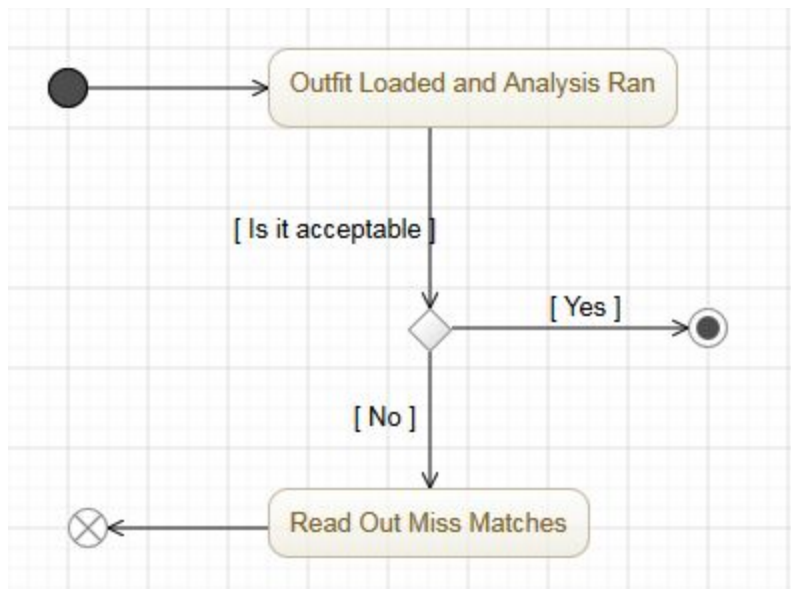 Outfit Loaded and Analysis Ran
[ Is it acceptable ]
[ Yes ]
[ No ]
Read Out Miss Matches